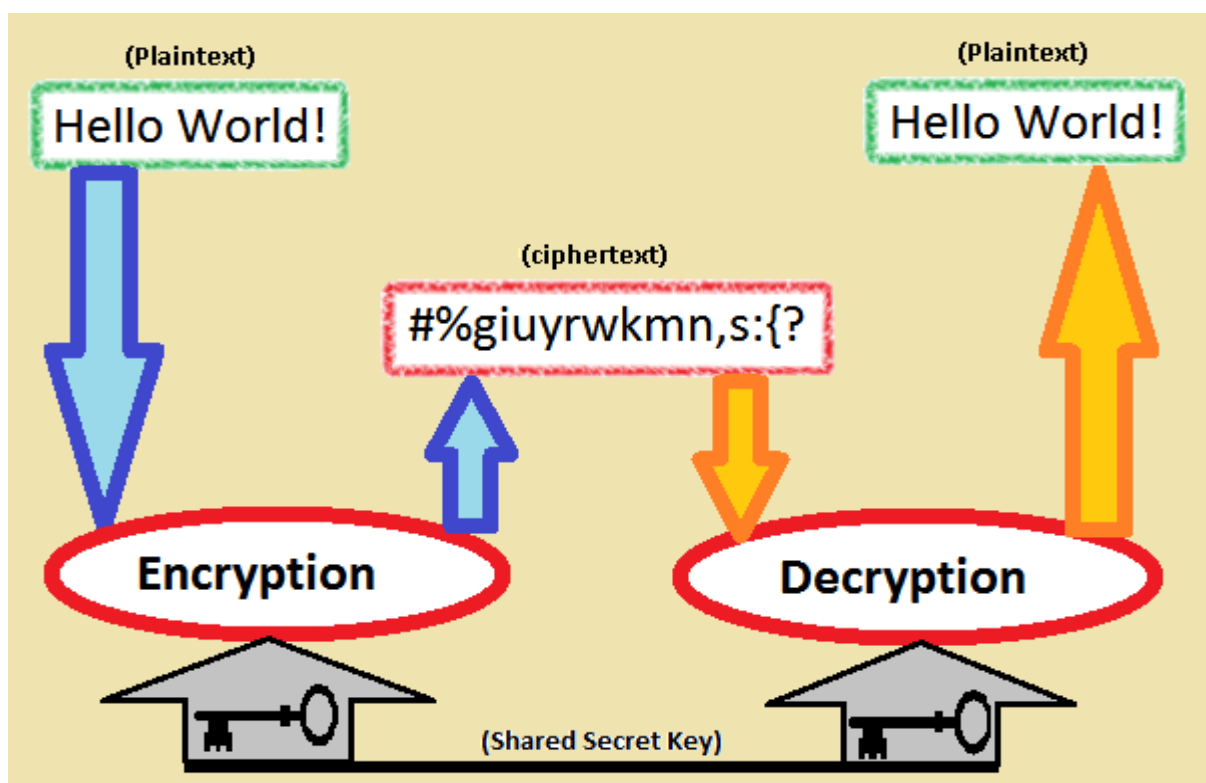 (Plaintext)
Hello World!
(Plaintext)
Hello World!
(ciphertext)
#%giuyrwkmn,s:{?
Encryption
Decryption
(Shared Secret Key)